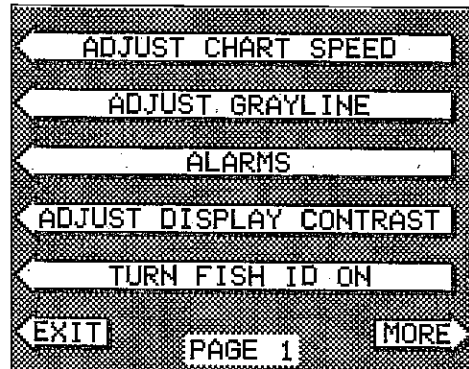 ADJUST CHART SPEED
ADJUST GRAYLINE
ALARMS
ADJUST DISPLAY CONTRAST
TURN FISH ID ON
EXIT PAGE 1 MORE